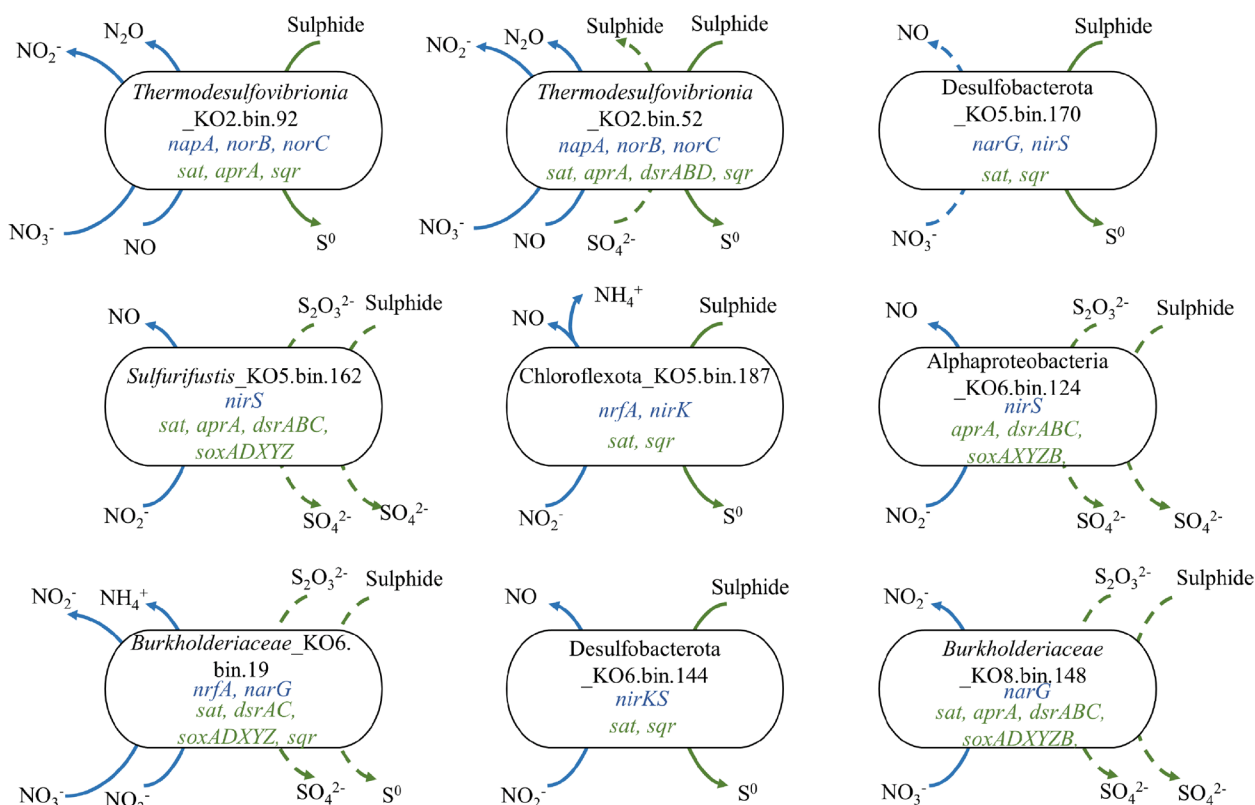 NO₂⁻
N₂O
Sulphide
Thermodesulfovibrionia
_KO2.bin.92
napA, norB, norC
sat, aprA, sqr
NO₃⁻
NO
S⁰
NO₂⁻
N₂O
Sulphide
Sulphide
Thermodesulfovibrionia
_KO2.bin.52
napA, norB, norC
sat, aprA, dsrABD, sqr
NO₃⁻
NO
SO₄²⁻
S⁰
NO
Sulphide
Desulfobacterota
_KO5.bin.170
narG, nirS
sat, sqr
NO₃⁻
S⁰
NO
S₂O₃²⁻
Sulphide
Sulfurifustis_KO5.bin.162
nirS
sat, aprA, dsrABC,
soxADXYZ
NO₂⁻
SO₄²⁻
SO₄²⁻
NO
NH₄⁺
Sulphide
Chloroflexota_KO5.bin.187
nrfA, nirK
sat, sqr
NO₂⁻
S⁰
NO
S₂O₃²⁻
Sulphide
Alphaproteobacteria
_KO6.bin.124
nirS
aprA, dsrABC,
soxAXYZB,
NO₂⁻
SO₄²⁻
SO₄²⁻
NO₂⁻
NH₄⁺
S₂O₃²⁻
Sulphide
Burkholderiaceae_KO6.
bin.19
nrfA, narG
sat, dsrAC,
soxADXYZ, sqr
NO₃⁻
NO₂⁻
SO₄²⁻
S⁰
NO
Sulphide
Desulfobacterota
_KO6.bin.144
nirKS
sat, sqr
NO₂⁻
S⁰
NO₂⁻
S₂O₃²⁻
Sulphide
Burkholderiaceae
_KO8.bin.148
narG
sat, aprA, dsrABC,
soxADXYZB,
NO₃⁻
SO₄²⁻
SO₄²⁻